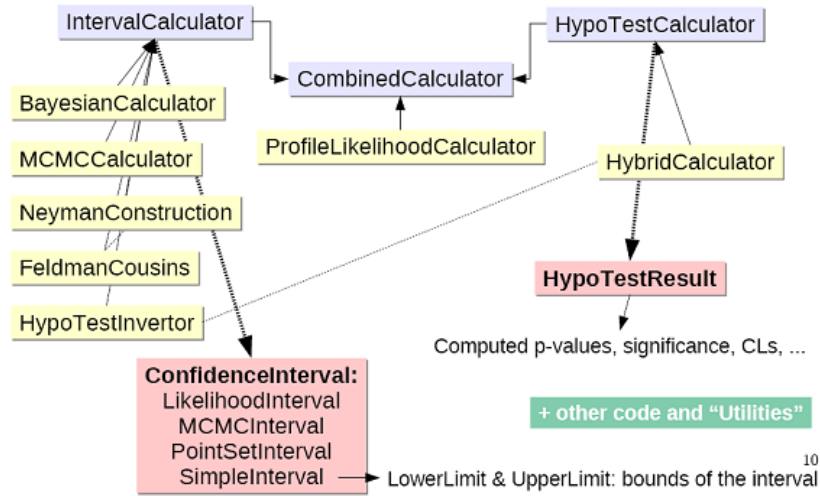 IntervalCalculator
HypoTestCalculator
CombinedCalculator
BayesianCalculator
ProfileLikelihoodCalculator
MCMCCalculator
HybridCalculator
NeymanConstruction
FeldmanCousins
HypoTestResult
HypoTestInvertor
Computed p-values, significance, CLs, ...
ConfidenceInterval:
LikelihoodInterval
MCMCInterval
PointSetInterval
SimpleInterval
+ other code and “Utilities”
10
LowerLimit & UpperLimit: bounds of the interval